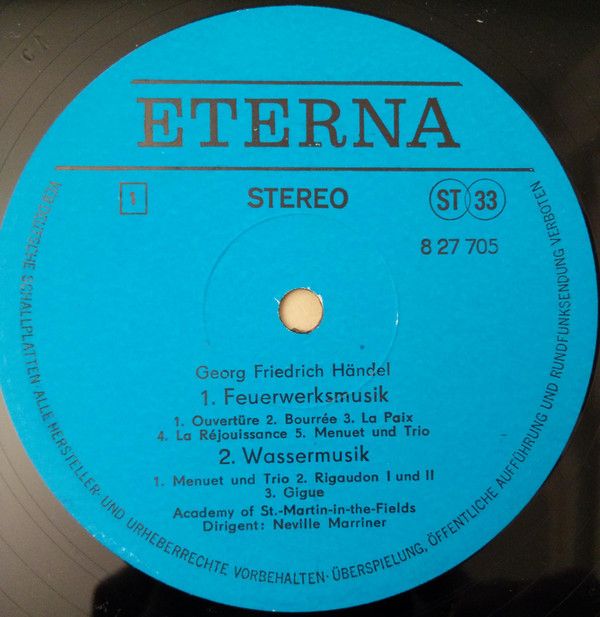 ETERNA
1
STEREO
ST 33
8 27 705
Georg Friedrich Händel
1. Feuerwerksmusik
1. Ouvertüre 2. Bourrée 3. La Paix
4. La Réjouissance 5. Menuet und Trio
2. Wassermusik
1. Menuet und Trio 2. Rigaudon I und II
3. Gigue
Academy of St.-Martin-in-the-Fields
Dirigent: Neville Marriner
VEB DEUTSCHE SCHALLPLATTEN · ALLE HERSTELLER- UND URHEBERRECHTE VORBEHALTEN · ÜBERSPIELUNG, ÖFFENTLICHE AUFFÜHRUNG UND RUNDFUNKSENDUNG VERBOTEN